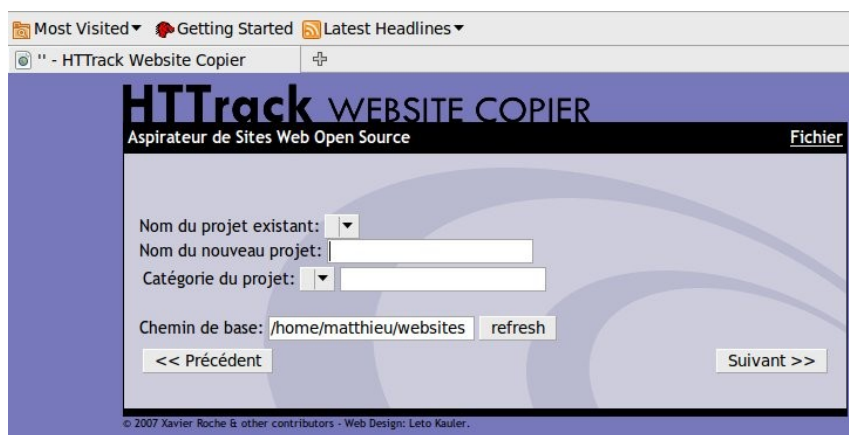 Most Visited Getting Started Latest Headlines
'' - HTTrack Website Copier
HTTrack WEBSITE COPIER
Aspirateur de Sites Web Open Source Fichier
Nom du projet existant:
Nom du nouveau projet:
Catégorie du projet:
Chemin de base: /home/matthieu/websites refresh
<< Précédent Suivant >>
© 2007 Xavier Roche & other contributors - Web Design: Leto Kauler.